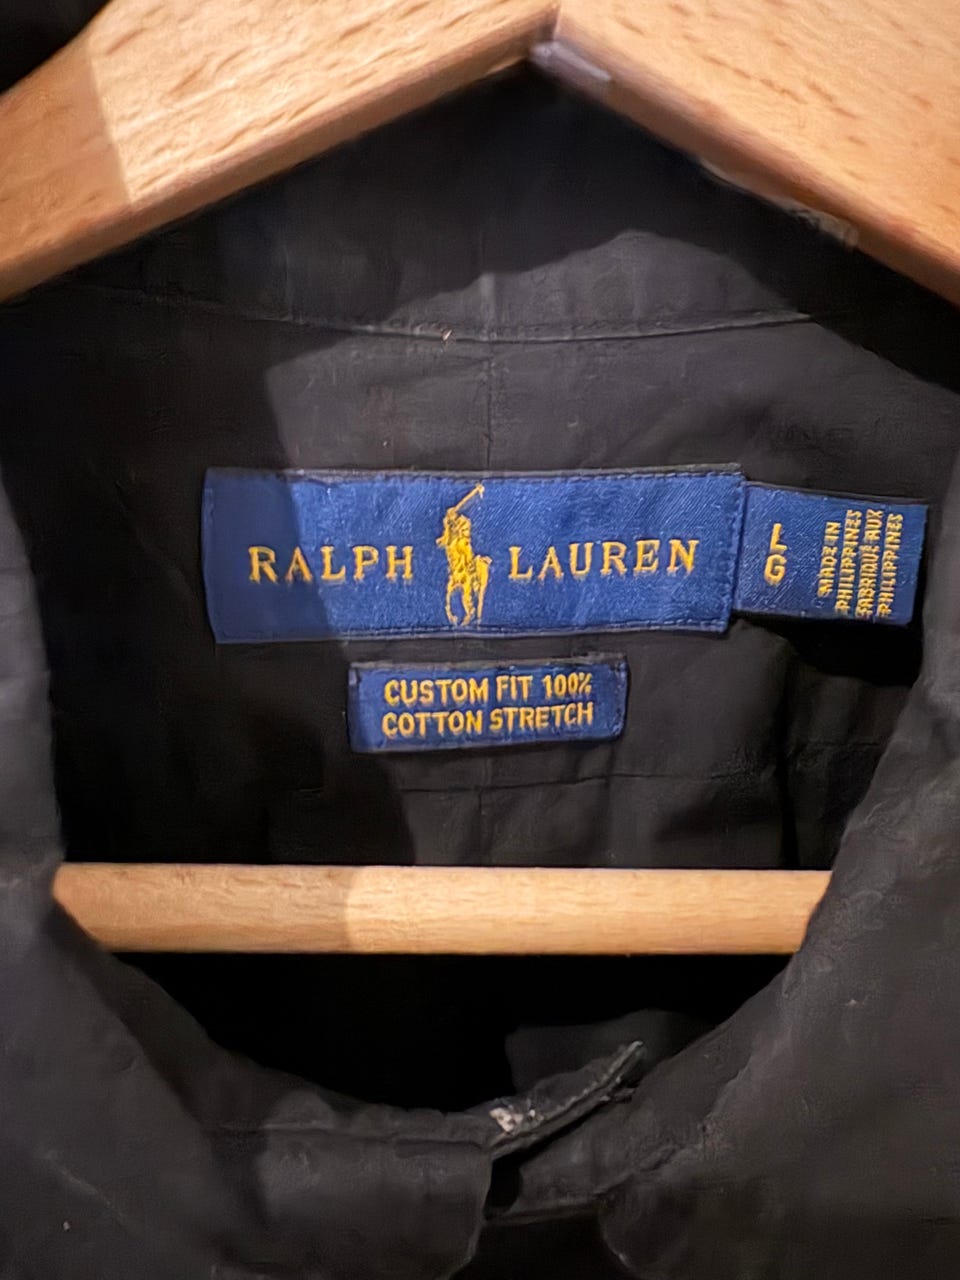 RALPH LAUREN
L
G
MADE IN
PHILIPPINES
FABRIQUÉ AUX
PHILIPPINES
CUSTOM FIT 100%
COTTON STRETCH